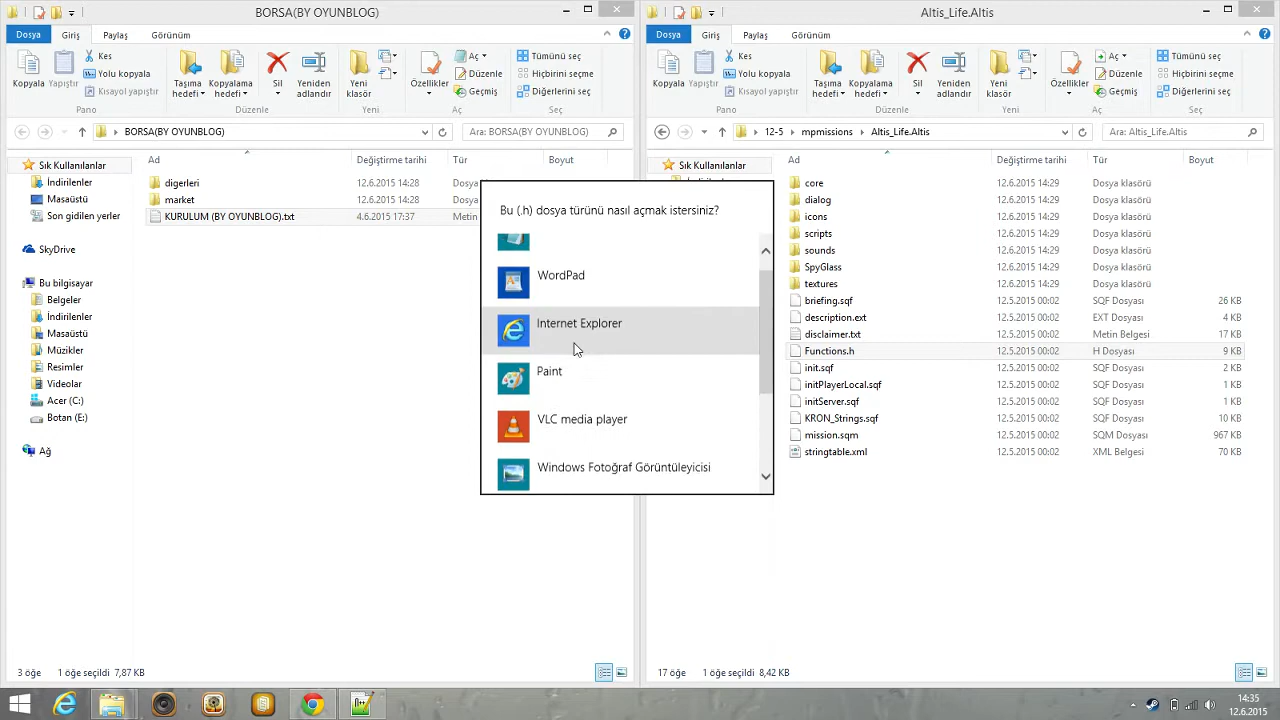 BORSA(BY OYUNBLOG)
Dosya Giriş Paylaş Görünüm
Kopyala Yapıştır
Kes
Yolu kopyala
Kısayol yapıştır
Taşıma hedefi
Kopyalama hedefi
Sil
Yeniden adlandır
Yeni klasör
Özellikler
Aç
Düzenle
Geçmiş
Tümünü seç
Hiçbirini seçme
Diğerlerini seç
Pano Düzenle Yeni Aç Seç
BORSA(BY OYUNBLOG)
Ara: BORSA(BY OYUNBLOG)
Sık Kullanılanlar
İndirilenler
Masaüstü
Son gidilen yerler
SkyDrive
Bu bilgisayar
Belgeler
İndirilenler
Masaüstü
Müzikler
Resimler
Videolar
Acer (C:)
Botan (E:)
Ağ
Ad Değiştirme tarihi Tür Boyut
digerleri 12.6.2015 14:28 Dosya
market 12.6.2015 14:28 Dosya
KURULUM (BY OYUNBLOG).txt 4.6.2015 17:37 Metin
3 öğe 1 öğe seçildi 7,87 KB
Bu (.h) dosya türünü nasıl açmak istersiniz?
WordPad
Internet Explorer
Paint
VLC media player
Windows Fotoğraf Görüntüleyicisi
Altis_Life.Altis
Dosya Giriş Paylaş Görünüm
Kopyala Yapıştır
Kes
Yolu kopyala
Kısayol yapıştır
Taşıma hedefi
Kopyalama hedefi
Sil
Yeniden adlandır
Yeni klasör
Özellikler
Aç
Düzenle
Geçmiş
Tümünü seç
Hiçbirini seçme
Diğerlerini seç
Pano Düzenle Yeni Aç Seç
12-5 mpmissions Altis_Life.Altis
Ara: Altis_Life.Altis
Sık Kullanılanlar
Ad Değiştirme tarihi Tür Boyut
core 12.6.2015 14:29 Dosya klasörü
dialog 12.6.2015 14:29 Dosya klasörü
icons 12.6.2015 14:29 Dosya klasörü
scripts 12.6.2015 14:29 Dosya klasörü
sounds 12.6.2015 14:29 Dosya klasörü
SpyGlass 12.6.2015 14:29 Dosya klasörü
textures 12.6.2015 14:29 Dosya klasörü
briefing.sqf 12.5.2015 00:02 SQF Dosyası 26 KB
description.ext 12.5.2015 00:02 EXT Dosyası 17 KB
disclaimer.txt 12.5.2015 00:02 Metin Belgesi 1 KB
Functions.h 12.5.2015 00:02 H Dosyası 9 KB
init.sqf 12.5.2015 00:02 SQF Dosyası 2 KB
initPlayerLocal.sqf 12.5.2015 00:02 SQF Dosyası 1 KB
initServer.sqf 12.5.2015 00:02 SQF Dosyası 1 KB
KRON_Strings.sqf 12.5.2015 00:02 SQF Dosyası 10 KB
mission.sqm 12.5.2015 00:02 SQM Dosyası 967 KB
stringtable.xml 12.5.2015 00:02 XML Belgesi 70 KB
17 öğe 1 öğe seçildi 8,42 KB
14:35
12.6.2015